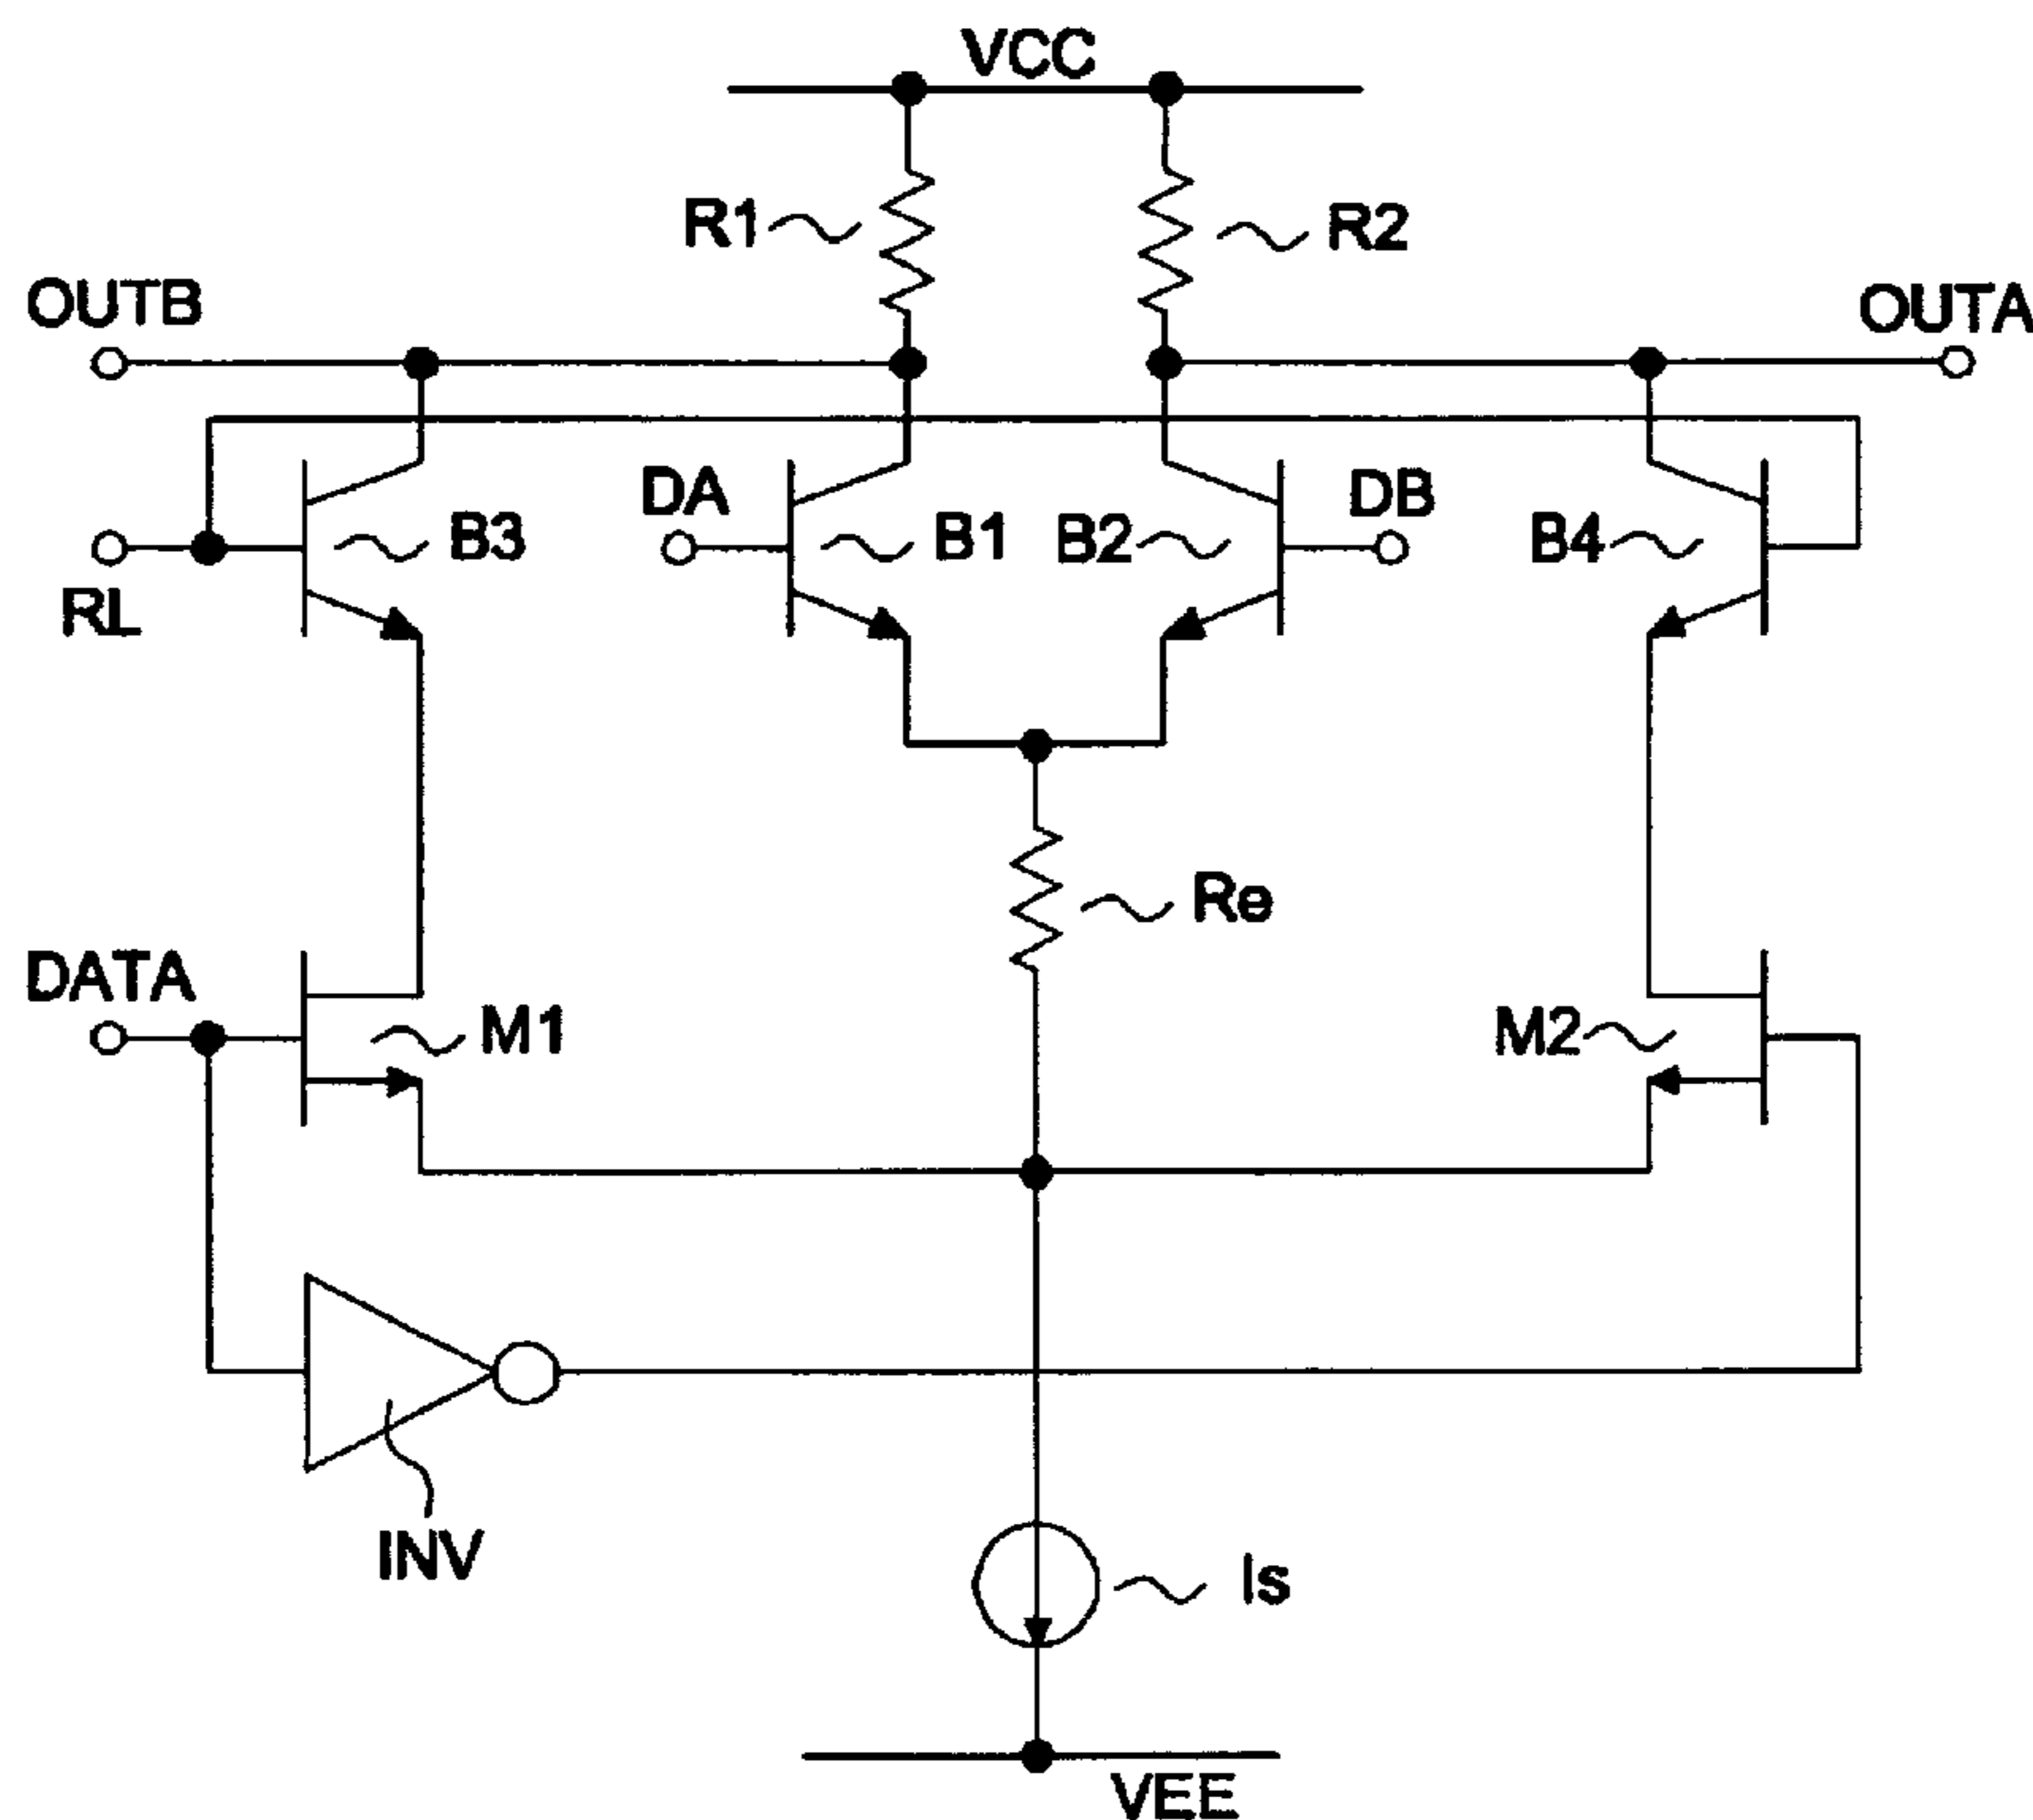 VCC
R1
R2
OUTB
OUTA
DA
B3
B1
B2
DB
B4
RL
Re
DATA
M1
M2
INV
Is
VEE